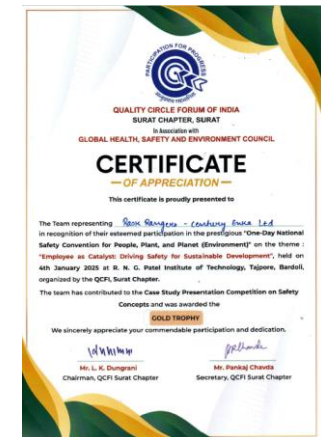 PARTICIPATION FOR PROGRESS
QUALITY CIRCLE FORUM OF INDIA
SURAT CHAPTER, SURAT
In Association with
GLOBAL HEALTH, SAFETY AND ENVIRONMENT COUNCIL
CERTIFICATE
— OF APPRECIATION —
This certificate is proudly presented to
The Team representing Rock Rangers - Century Enka Ltd
in recognition of their esteemed participation in the prestigious "One-Day National
Safety Convention for People, Plant, and Planet (Environment)" on the theme :
"Employee as Catalyst: Driving Safety for Sustainable Development", held on
4th January 2025 at R. N. G. Patel Institute of Technology, Tajpore, Bardoli,
organized by the QCFI, Surat Chapter.
The team has contributed to the Case Study Presentation Competition on Safety
Concepts and was awarded the
GOLD TROPHY
We sincerely appreciate your commendable participation and dedication.
Mr. L. K. Dungrani
Chairman, QCFI Surat Chapter
Mr. Pankaj Chavda
Secretary, QCFI Surat Chapter